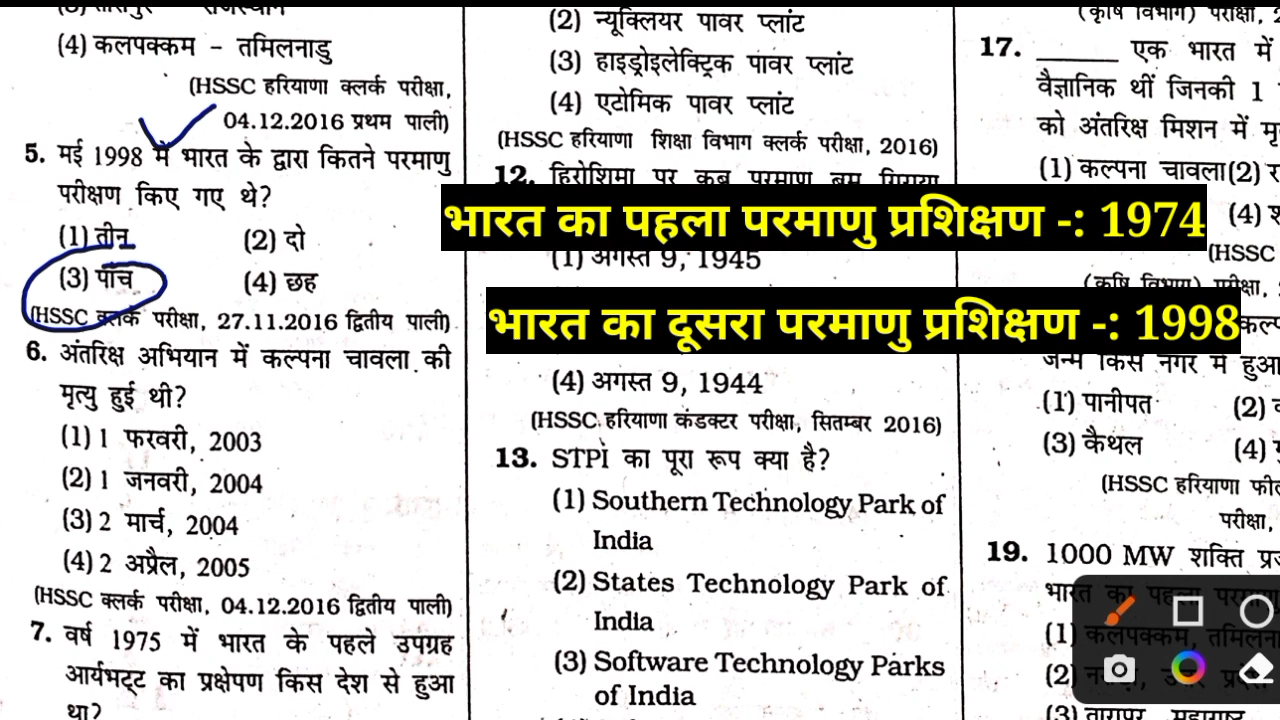 (4) कलपक्कम - तमिलनाडु
(HSSC हरियाणा क्लर्क परीक्षा,
04.12.2016 प्रथम पाली)
5. मई 1998 में भारत के द्वारा कितने परमाणु
परीक्षण किए गए थे?
(1) तीन (2) दो
(3) पाँच (4) छह
(HSSC क्लर्क परीक्षा, 27.11.2016 द्वितीय पाली)
6. अंतरिक्ष अभियान में कल्पना चावला की
मृत्यु हुई थी?
(1) 1 फरवरी, 2003
(2) 1 जनवरी, 2004
(3) 2 मार्च, 2004
(4) 2 अप्रैल, 2005
(HSSC क्लर्क परीक्षा, 04.12.2016 द्वितीय पाली)
7. वर्ष 1975 में भारत के पहले उपग्रह
आर्यभट्ट का प्रक्षेपण किस देश से हुआ
था?
(2) न्यूक्लियर पावर प्लांट
(3) हाइड्रोइलेक्ट्रिक पावर प्लांट
(4) एटोमिक पावर प्लांट
(HSSC हरियाणा शिक्षा विभाग क्लर्क परीक्षा, 2016)
12. हिरोशिमा पर कब परमाणु बम गिराया
भारत का पहला परमाणु प्रशिक्षण -: 1974
(1) अगस्त 9, 1945
भारत का दूसरा परमाणु प्रशिक्षण -: 1998
(4) अगस्त 9, 1944
(HSSC हरियाणा कंडक्टर परीक्षा, सितम्बर 2016)
13. STPI का पूरा रूप क्या है?
(1) Southern Technology Park of
India
(2) States Technology Park of
India
(3) Software Technology Parks
of India
(कृषि विभाग) परीक्षा,
17. ______ एक भारत में
वैज्ञानिक थीं जिनकी 1
को अंतरिक्ष मिशन में
(1) कल्पना चावला (2)
(4)
(HSSC
(कृषि विभाग) परीक्षा,
जन्म किस नगर में हुआ
(1) पानीपत (2)
(3) कैथल (4)
(HSSC हरियाणा
परीक्षा,
19. 1000 MW शक्ति
भारत का पहला
(1) कलपक्कम,
(2)
(3) तारापुर, महाराष्ट्र